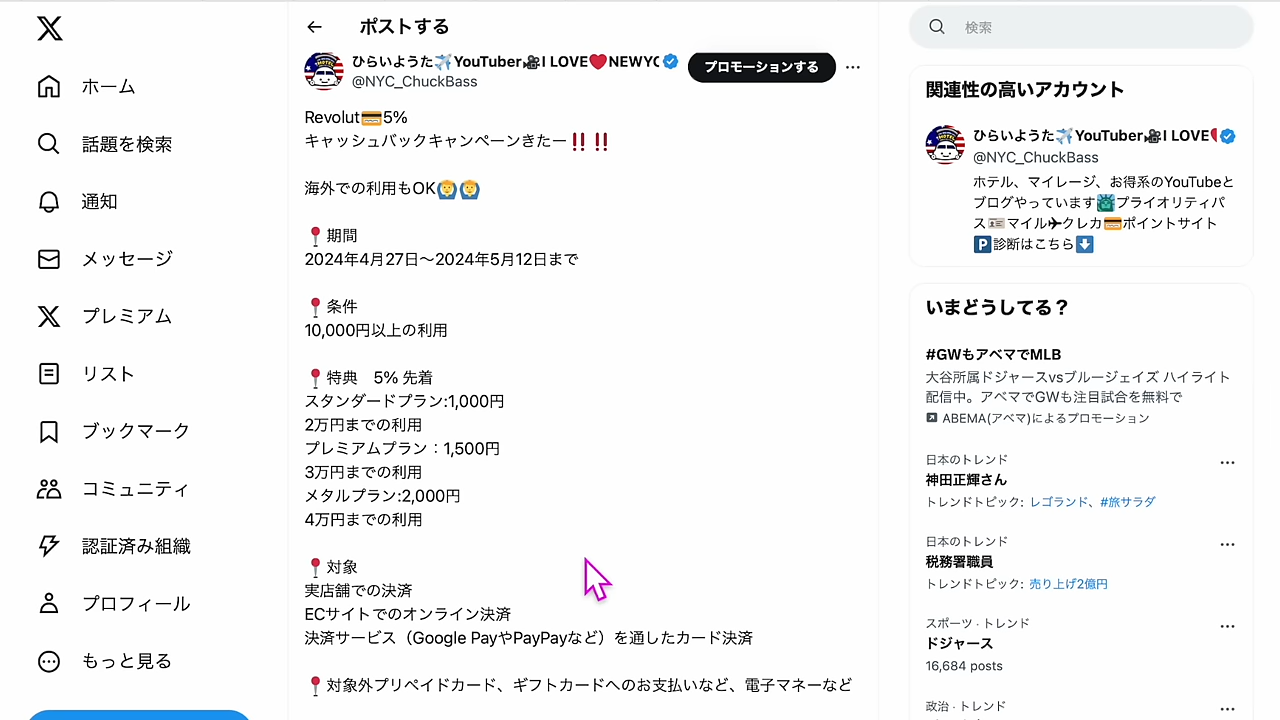 ホーム
話題を検索
通知
メッセージ
プレミアム
リスト
ブックマーク
コミュニティ
認証済み組織
プロフィール
もっと見る
ポストする
ひらいようた✈️YouTuber🎥I LOVE❤️NEWYC
@NYC_ChuckBass
プロモーションする
Revolut💳5%
キャッシュバックキャンペーンきたー‼️‼️
海外での利用もOK🙆‍♂️🙆‍♂️
📍期間
2024年4月27日〜2024年5月12日まで
📍条件
10,000円以上の利用
📍特典　5% 先着
スタンダードプラン:1,000円
2万円までの利用
プレミアムプラン：1,500円
3万円までの利用
メタルプラン:2,000円
4万円までの利用
📍対象
実店舗での決済
ECサイトでのオンライン決済
決済サービス（Google PayやPayPayなど）を通したカード決済
📍対象外プリペイドカード、ギフトカードへのお支払いなど、電子マネーなど
検索
関連性の高いアカウント
ひらいようた✈️YouTuber🎥I LOVE
@NYC_ChuckBass
ホテル、マイレージ、お得系のYouTubeと
ブログやっています🗽プライオリティパ
ス🪪マイル✈クレカ💳ポイントサイト
🅿️診断はこちら⬇️
いまどうしてる？
#GWもアベマでMLB
大谷所属ドジャースvsブルージェイズ ハイライト
配信中。アベマでGWも注目試合を無料で
ABEMA(アベマ)によるプロモーション
日本のトレンド
神田正輝さん
トレンドトピック: レゴランド、#旅サラダ
日本のトレンド
税務署職員
トレンドトピック: 売り上げ2億円
スポーツ · トレンド
ドジャース
16,684 posts
政治 · トレンド